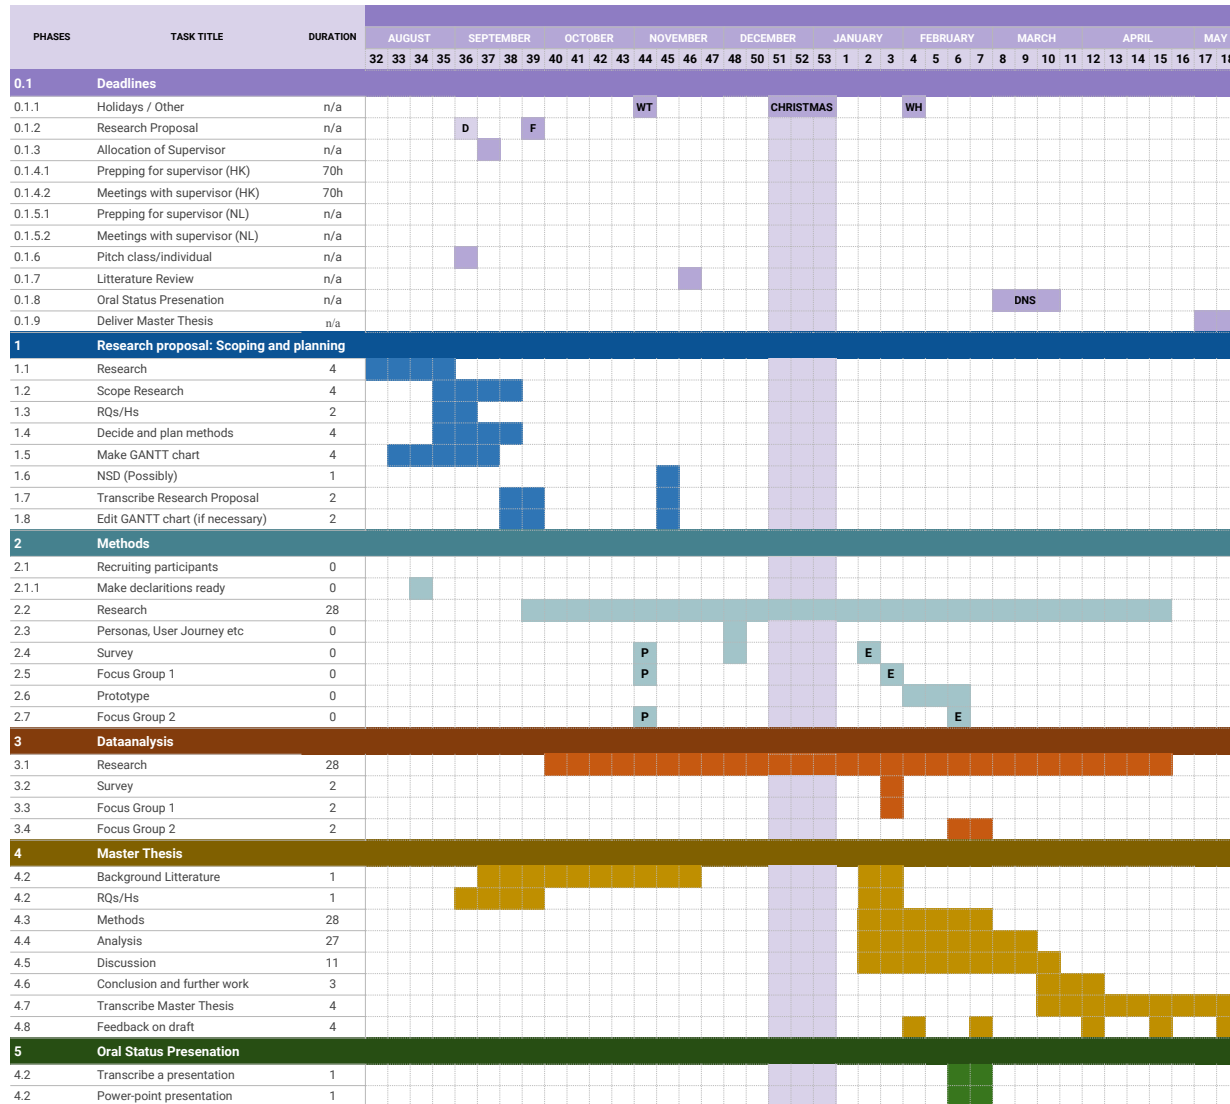 PHASES TASK TITLE DURATION
AUGUST SEPTEMBER OCTOBER NOVEMBER DECEMBER JANUARY FEBRUARY MARCH APRIL MAY
32 33 34 35 36 37 38 39 40 41 42 43 44 45 46 47 48 50 51 52 53 1 2 3 4 5 6 7 8 9 10 11 12 13 14 15 16 17 18
0.1 Deadlines
0.1.1 Holidays / Other n/a WT CHRISTMAS WH
0.1.2 Research Proposal n/a D F
0.1.3 Allocation of Supervisor n/a
0.1.4.1 Prepping for supervisor (HK) 70h
0.1.4.2 Meetings with supervisor (HK) 70h
0.1.5.1 Prepping for supervisor (NL) n/a
0.1.5.2 Meetings with supervisor (NL) n/a
0.1.6 Pitch class/individual n/a
0.1.7 Litterature Review n/a
0.1.8 Oral Status Presenation n/a DNS
0.1.9 Deliver Master Thesis n/a
1 Research proposal: Scoping and planning
1.1 Research 4
1.2 Scope Research 4
1.3 RQs/Hs 2
1.4 Decide and plan methods 4
1.5 Make GANTT chart 4
1.6 NSD (Possibly) 1
1.7 Transcribe Research Proposal 2
1.8 Edit GANTT chart (if necessary) 2
2 Methods
2.1 Recruiting participants 0
2.1.1 Make declaritions ready 0
2.2 Research 28
2.3 Personas, User Journey etc 0
2.4 Survey 0 P E
2.5 Focus Group 1 0 P E
2.6 Prototype 0
2.7 Focus Group 2 0 P E
3 Dataanalysis
3.1 Research 28
3.2 Survey 2
3.3 Focus Group 1 2
3.4 Focus Group 2 2
4 Master Thesis
4.2 Background Litterature 1
4.2 RQs/Hs 1
4.3 Methods 28
4.4 Analysis 27
4.5 Discussion 11
4.6 Conclusion and further work 3
4.7 Transcribe Master Thesis 4
4.8 Feedback on draft 4
5 Oral Status Presenation
4.2 Transcribe a presentation 1
4.2 Power-point presentation 1